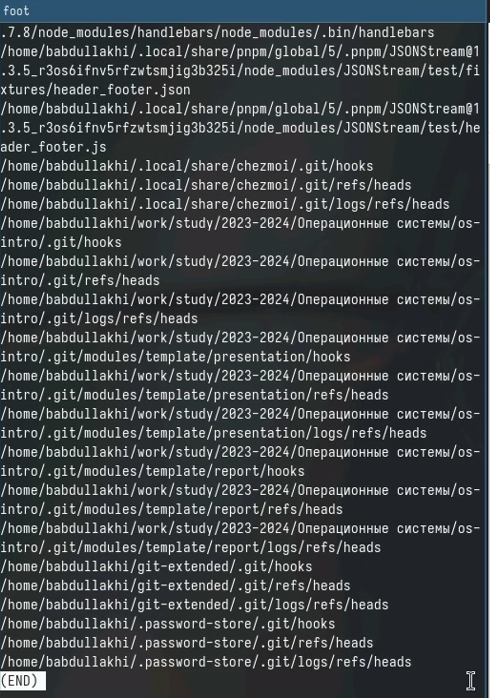 foot
.7.8/node_modules/handlebars/node_modules/.bin/handlebars
/home/babdullakhi/.local/share/pnpm/global/5/.pnpm/JSONStream@1
.3.5_r3os6ifnv5rfzwtsmjig3b325i/node_modules/JSONStream/test/fi
xtures/header_footer.json
/home/babdullakhi/.local/share/pnpm/global/5/.pnpm/JSONStream@1
.3.5_r3os6ifnv5rfzwtsmjig3b325i/node_modules/JSONStream/test/he
ader_footer.js
/home/babdullakhi/.local/share/chezmoi/.git/hooks
/home/babdullakhi/.local/share/chezmoi/.git/refs/heads
/home/babdullakhi/.local/share/chezmoi/.git/logs/refs/heads
/home/babdullakhi/work/study/2023-2024/Операционные системы/os-
intro/.git/hooks
/home/babdullakhi/work/study/2023-2024/Операционные системы/os-
intro/.git/refs/heads
/home/babdullakhi/work/study/2023-2024/Операционные системы/os-
intro/.git/logs/refs/heads
/home/babdullakhi/work/study/2023-2024/Операционные системы/os-
intro/.git/modules/template/presentation/hooks
/home/babdullakhi/work/study/2023-2024/Операционные системы/os-
intro/.git/modules/template/presentation/refs/heads
/home/babdullakhi/work/study/2023-2024/Операционные системы/os-
intro/.git/modules/template/presentation/logs/refs/heads
/home/babdullakhi/work/study/2023-2024/Операционные системы/os-
intro/.git/modules/template/report/hooks
/home/babdullakhi/work/study/2023-2024/Операционные системы/os-
intro/.git/modules/template/report/refs/heads
/home/babdullakhi/work/study/2023-2024/Операционные системы/os-
intro/.git/modules/template/report/logs/refs/heads
/home/babdullakhi/git-extended/.git/hooks
/home/babdullakhi/git-extended/.git/refs/heads
/home/babdullakhi/git-extended/.git/logs/refs/heads
/home/babdullakhi/.password-store/.git/hooks
/home/babdullakhi/.password-store/.git/refs/heads
/home/babdullakhi/.password-store/.git/logs/refs/heads
(END)